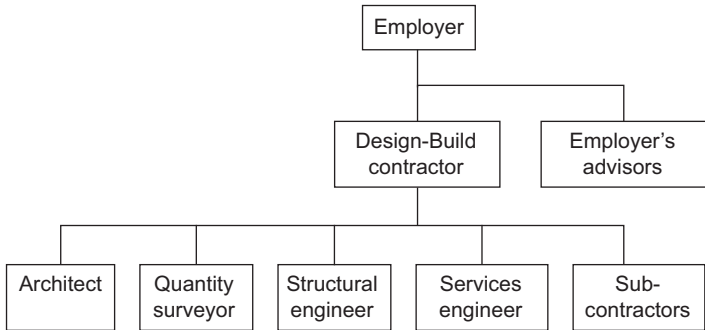 Employer
Design-Build
contractor
Employer’s
advisors
Architect
Quantity
surveyor
Structural
engineer
Services
engineer
Sub-
contractors